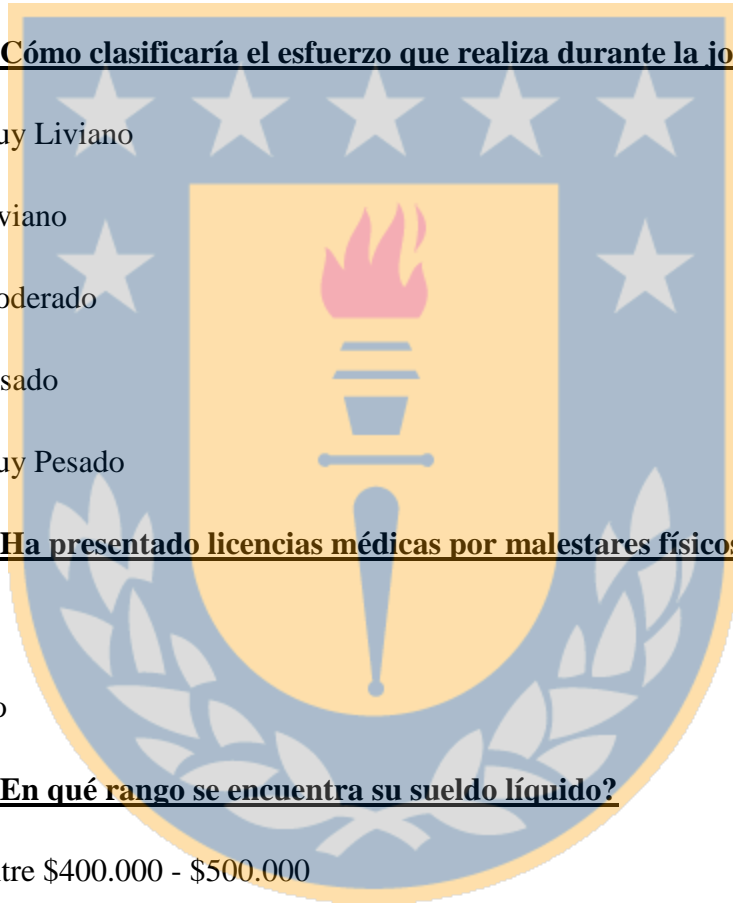 Cómo clasificaría el esfuerzo que realiza durante la jo
uy Liviano
viano
oderado
sado
uy Pesado
Ha presentado licencias médicas por malestares físicos
o
En qué rango se encuentra su sueldo líquido?
tre $400.000 - $500.000